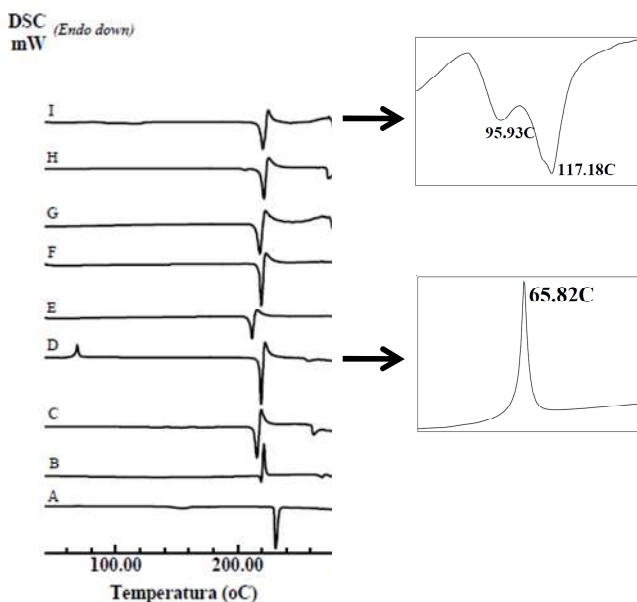 DSC (Endo down)
mW
I
H
G
F
E
D
C
B
A
100.00 200.00
Temperatura (oC)
95.93C
117.18C
65.82C